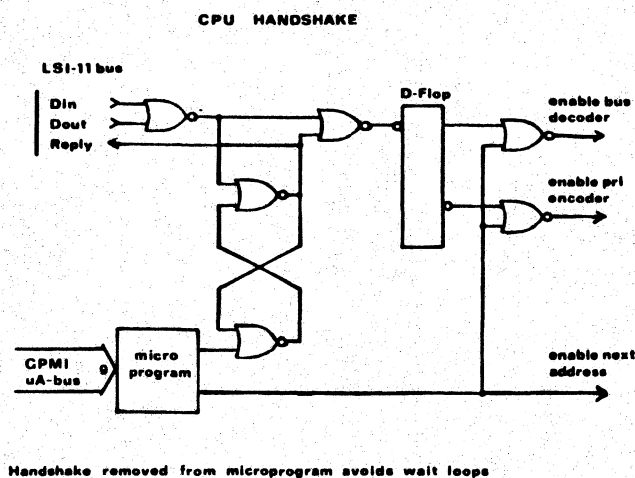 CPU HANDSHAKE
LSI-11 bus
Din
Dout
Reply
D-Flop
enable bus
decoder
enable pri
encoder
micro
program
GPMI
uA-bus
9
enable next
address
Handshake removed from microprogram avoids wait loops